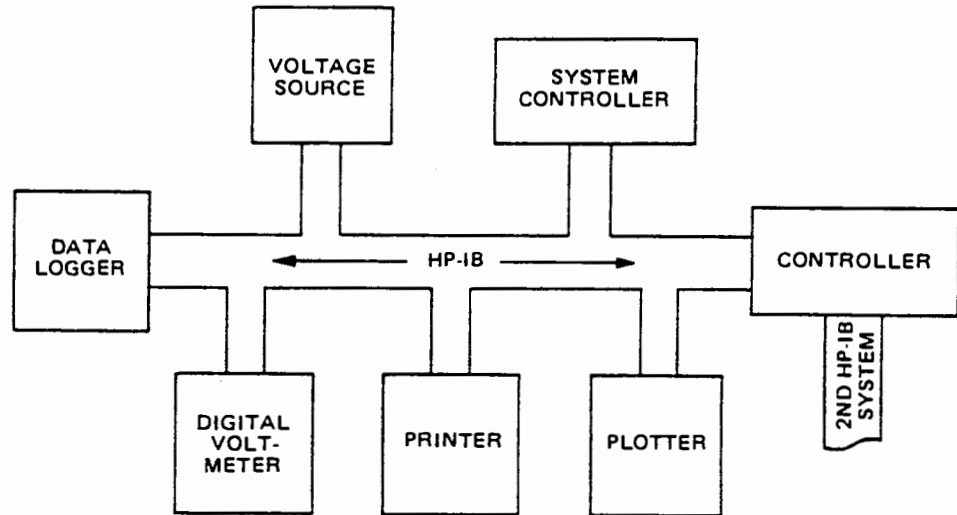 VOLTAGE
SOURCE
SYSTEM
CONTROLLER
DATA
LOGGER
HP-IB
CONTROLLER
2ND HP-IB
SYSTEM
DIGITAL
VOLT-
METER
PRINTER
PLOTTER